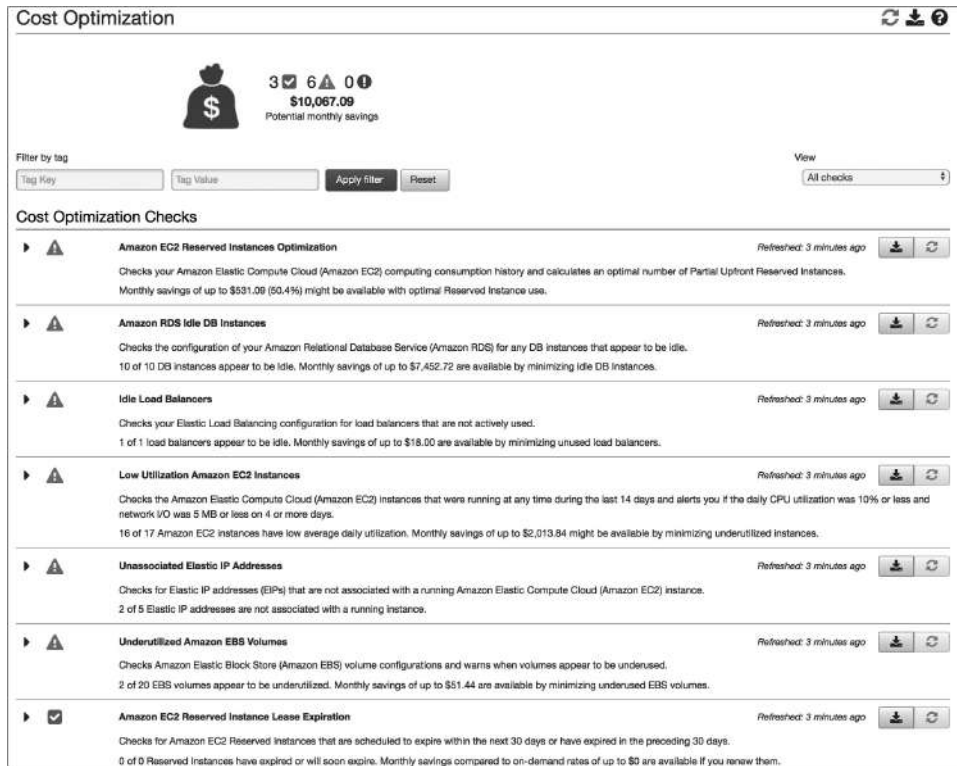 Cost Optimization
3 6 0
$10,067.09
Potential monthly savings
Filter by tag
View
Tag Key
Tag Value
Apply filter
Reset
All checks
Cost Optimization Checks
Amazon EC2 Reserved Instances Optimization
Refreshed: 3 minutes ago
Checks your Amazon Elastic Compute Cloud (Amazon EC2) computing consumption history and calculates an optimal number of Partial Upfront Reserved Instances.
Monthly savings of up to $531.09 (50.4%) might be available with optimal Reserved Instance use.
Amazon RDS Idle DB Instances
Refreshed: 3 minutes ago
Checks the configuration of your Amazon Relational Database Service (Amazon RDS) for any DB instances that appear to be idle.
10 of 10 DB instances appear to be idle. Monthly savings of up to $7,452.72 are available by minimizing idle DB Instances.
Idle Load Balancers
Refreshed: 3 minutes ago
Checks your Elastic Load Balancing configuration for load balancers that are not actively used.
1 of 1 load balancers appear to be idle. Monthly savings of up to $18.00 are available by minimizing unused load balancers.
Low Utilization Amazon EC2 Instances
Refreshed: 3 minutes ago
Checks the Amazon Elastic Compute Cloud (Amazon EC2) instances that were running at any time during the last 14 days and alerts you if the daily CPU utilization was 10% or less and
network I/O was 5 MB or less on 4 or more days.
16 of 17 Amazon EC2 instances have low average daily utilization. Monthly savings of up to $2,013.84 might be available by minimizing underutilized instances.
Unassociated Elastic IP Addresses
Refreshed: 3 minutes ago
Checks for Elastic IP addresses (EIPs) that are not associated with a running Amazon Elastic Compute Cloud (Amazon EC2) instance.
2 of 5 Elastic IP addresses are not associated with a running instance.
Underutilized Amazon EBS Volumes
Refreshed: 3 minutes ago
Checks Amazon Elastic Block Store (Amazon EBS) volume configurations and warns when volumes appear to be underused.
2 of 20 EBS volumes appear to be underutilized. Monthly savings of up to $51.44 are available by minimizing underused EBS volumes.
Amazon EC2 Reserved Instance Lease Expiration
Refreshed: 3 minutes ago
Checks for Amazon EC2 Reserved Instances that are scheduled to expire within the next 30 days or have expired in the preceding 30 days.
0 of 0 Reserved Instances have expired or will soon expire. Monthly savings compared to on-demand rates of up to $0 are available if you renew them.